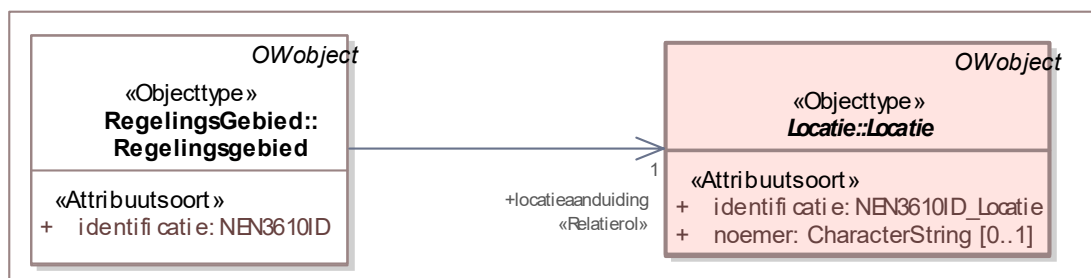 OWobject
«Objecttype»
RegelingsGebied::
Regelingsgebied
«Attribuutsoort»
+ identificatie: NEN3610ID
1
+locatieaanduiding
«Relatierol»
OWobject
«Objecttype»
Locatie::Locatie
«Attribuutsoort»
+ identificatie: NEN3610ID_Locatie
+ noemer: CharacterString [0..1]